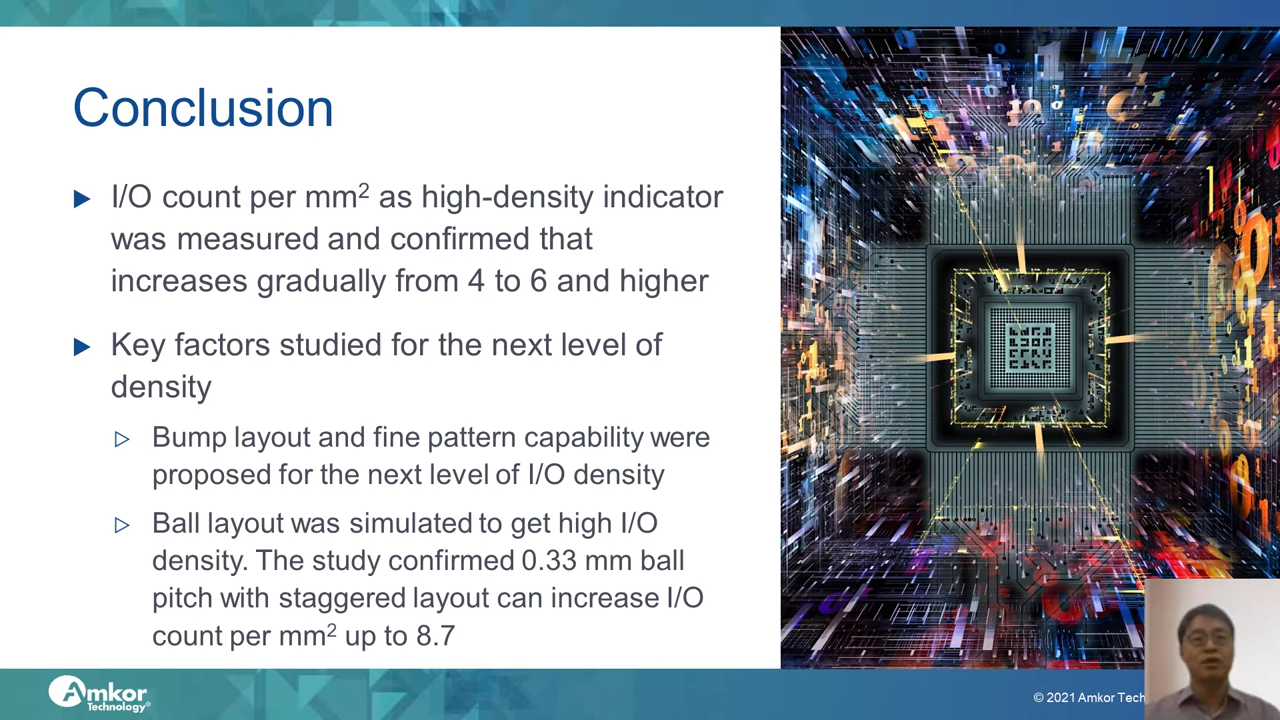 Conclusion
I/O count per mm² as high-density indicator
was measured and confirmed that
increases gradually from 4 to 6 and higher
Key factors studied for the next level of
density
Bump layout and fine pattern capability were
proposed for the next level of I/O density
Ball layout was simulated to get high I/O
density. The study confirmed 0.33 mm ball
pitch with staggered layout can increase I/O
count per mm² up to 8.7
Amkor
Technology®
© 2021 Amkor Tech